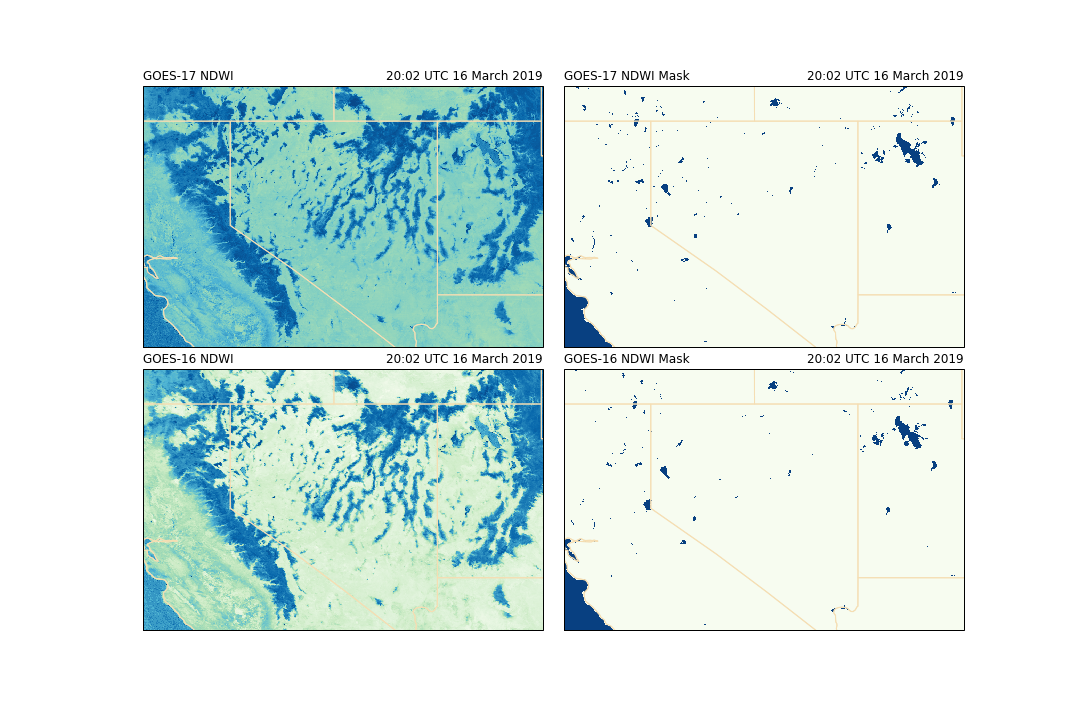 GOES-17 NDWI 20:02 UTC 16 March 2019
GOES-17 NDWI Mask 20:02 UTC 16 March 2019
GOES-16 NDWI 20:02 UTC 16 March 2019
GOES-16 NDWI Mask 20:02 UTC 16 March 2019